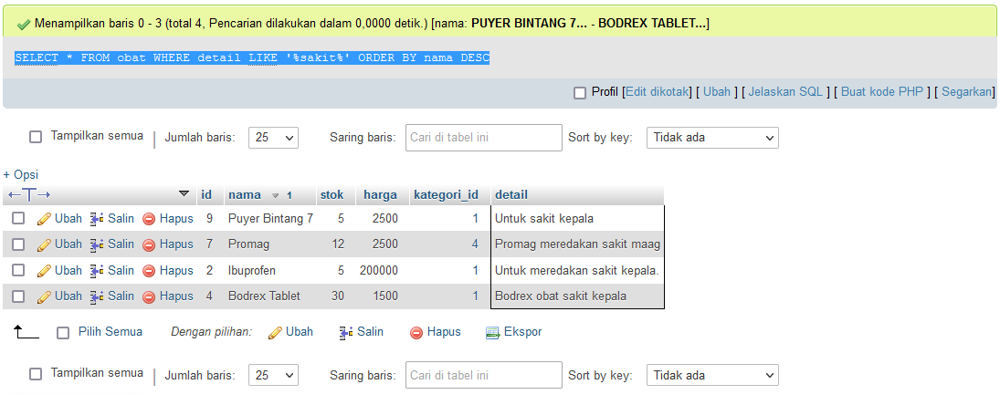 Menampilkan baris 0 - 3 (total 4, Pencarian dilakukan dalam 0,0000 detik.) [nama: PUYER BINTANG 7... - BODREX TABLET...]
SELECT * FROM obat WHERE detail LIKE '%sakit%' ORDER BY nama DESC
Profil [Edit dikotak] [ Ubah ] [ Jelaskan SQL ] [ Buat kode PHP ] [ Segarkan]
Tampilkan semua | Jumlah baris: 25 Saring baris: Cari di tabel ini Sort by key: Tidak ada
+ Opsi
←T→ id nama 1 stok harga kategori_id detail
Ubah Salin Hapus 9 Puyer Bintang 7 5 2500 1 Untuk sakit kepala
Ubah Salin Hapus 7 Promag 12 2500 4 Promag meredakan sakit maag
Ubah Salin Hapus 2 Ibuprofen 5 200000 1 Untuk meredakan sakit kepala.
Ubah Salin Hapus 4 Bodrex Tablet 30 1500 1 Bodrex obat sakit kepala
Pilih Semua Dengan pilihan: Ubah Salin Hapus Ekspor
Tampilkan semua | Jumlah baris: 25 Saring baris: Cari di tabel ini Sort by key: Tidak ada